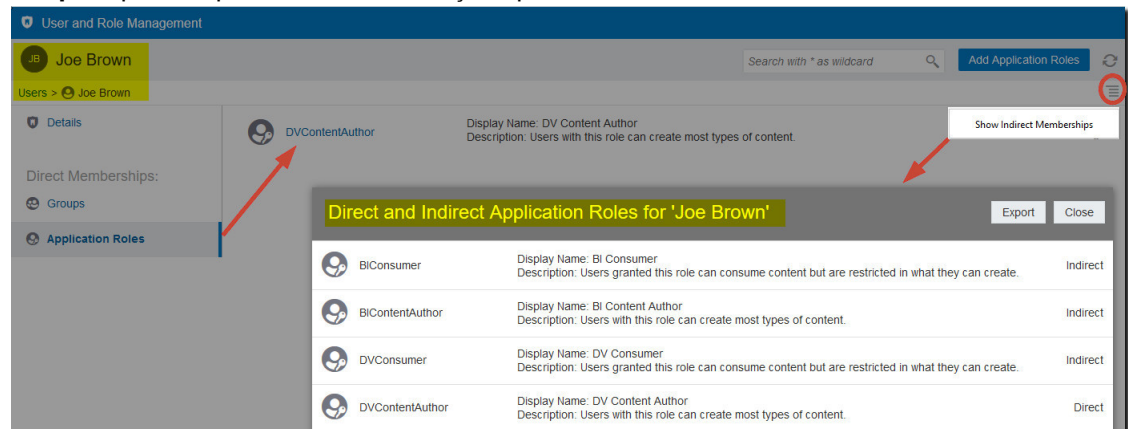 User and Role Management
JB Joe Brown
Search with * as wildcard
Add Application Roles
Users > Joe Brown
Details
DVContentAuthor
Display Name: DV Content Author
Description: Users with this role can create most types of content.
Show Indirect Memberships
Direct Memberships:
Groups
Application Roles
Direct and Indirect Application Roles for 'Joe Brown'
Export
Close
BIConsumer
Display Name: BI Consumer
Description: Users granted this role can consume content but are restricted in what they can create.
Indirect
BIContentAuthor
Display Name: BI Content Author
Description: Users with this role can create most types of content.
Indirect
DVConsumer
Display Name: DV Consumer
Description: Users granted this role can consume content but are restricted in what they can create.
Indirect
DVContentAuthor
Display Name: DV Content Author
Description: Users with this role can create most types of content.
Direct